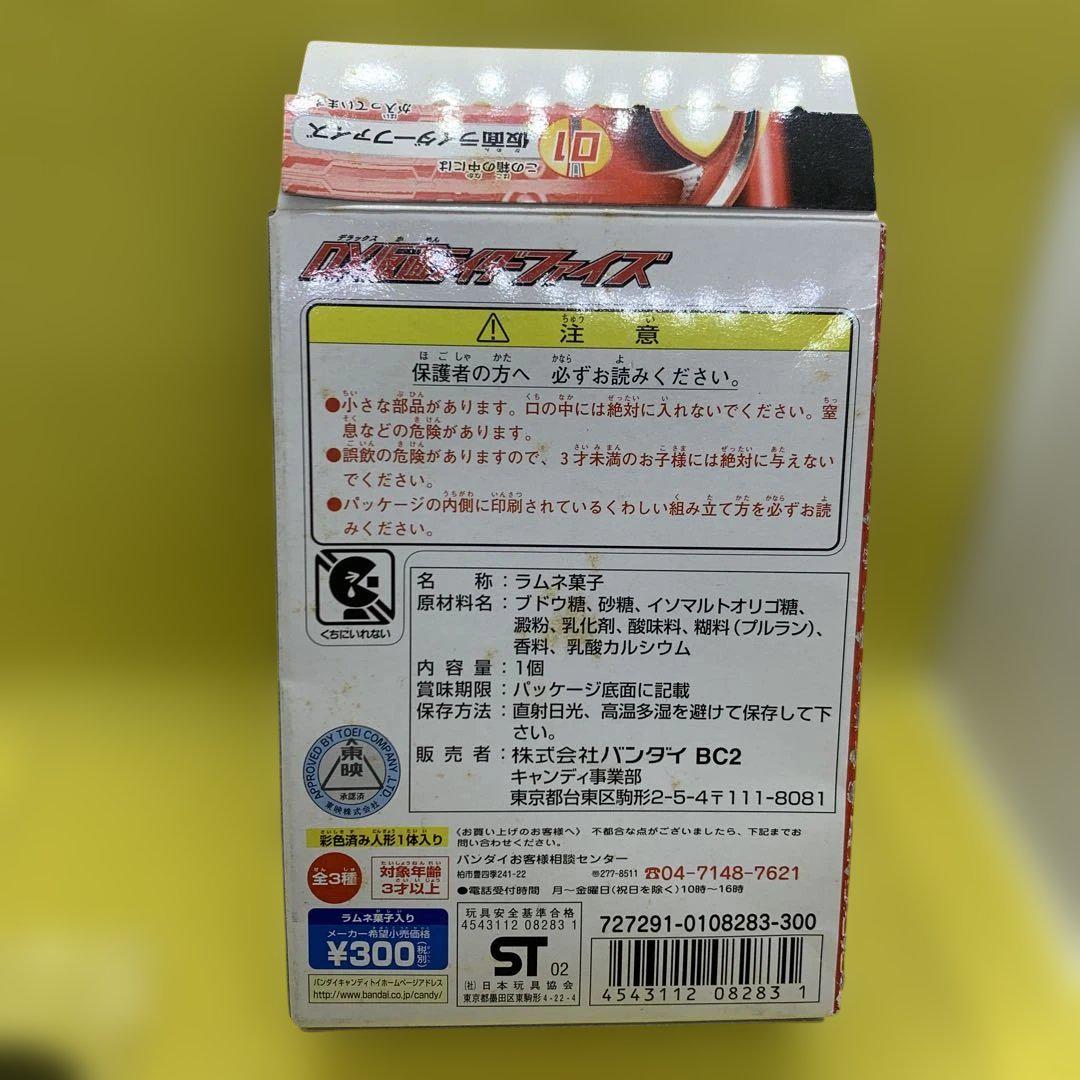 この箱の中には
01 仮面ライダーファイズ
が入っています
デラックス
DX仮面ライダーファイズ
注意
保護者の方へ 必ずお読みください。
●小さな部品があります。口の中には絶対に入れないでください。窒
息などの危険があります。
●誤飲の危険がありますので、3才未満のお子様には絶対に与えない
でください。
●パッケージの内側に印刷されているくわしい組み立て方を必ずお読
みください。
くちにいれない
名称:ラムネ菓子
原材料名:ブドウ糖、砂糖、イソマルトオリゴ糖、
澱粉、乳化剤、酸味料、糊料(プルラン)、
香料、乳酸カルシウム
内容量:1個
賞味期限:パッケージ底面に記載
保存方法:直射日光、高温多湿を避けて保存して下
さい。
販売者:株式会社バンダイ BC2
キャンディ事業部
東京都台東区駒形2-5-4〒111-8081
APPROVED BY TOEI COMPANY, LTD.
東映
承認済
東映株式会社
彩色済み人形1体入り
全3種
対象年齢
3才以上
〈お買い上げのお客様へ〉 不都合な点がございましたら、下記までお
問い合わせください。
バンダイお客様相談センター
柏市豊四季241-22 〒277-8511 ☎04-7148-7621
●電話受付時間 月〜金曜日(祝日を除く)10時〜16時
ラムネ菓子入り
メーカー希望小売価格
¥300(税別)
バンダイキャンディトイホームページアドレス
http://www.bandai.co.jp/candy/
玩具安全基準合格
4543112 08283 1
ST 02
(社)日本玩具協会
東京都墨田区東駒形4-22-4
727291-0108283-300
4543112 08283 1